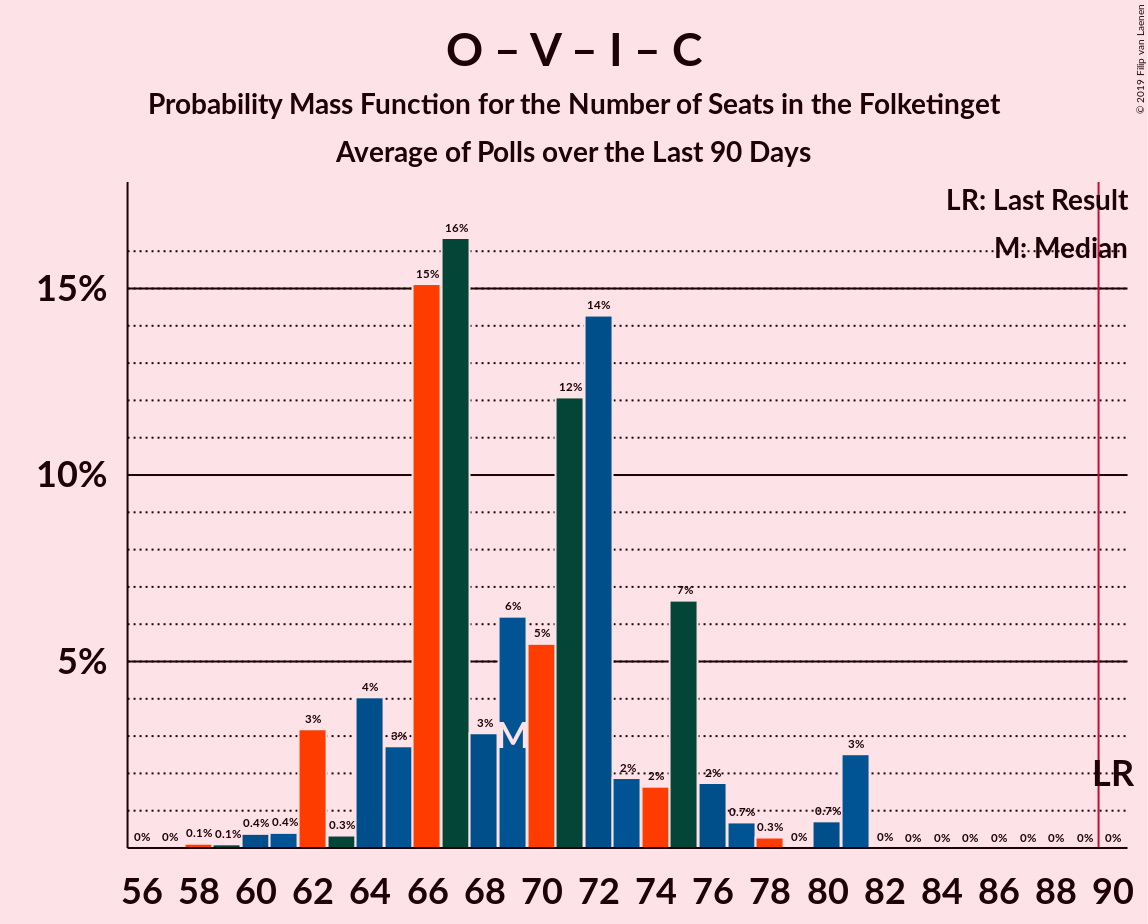 O – V – I – C
Probability Mass Function for the Number of Seats in the Folketinget
Average of Polls over the Last 90 Days
© 2019 Filip van Laenen
LR: Last Result
M: Median
15%
10%
5%
0% 0% 0.1% 0.1% 0.4% 0.4% 3% 0.3% 4% 3% 15% 16% 3% 6% 5% 12% 14% 2% 2% 7% 2% 0.7% 0.3% 0% 0.7% 3% 0% 0% 0% 0% 0% 0% 0% 0% 0%
M
LR
56 58 60 62 64 66 68 70 72 74 76 78 80 82 84 86 88 90